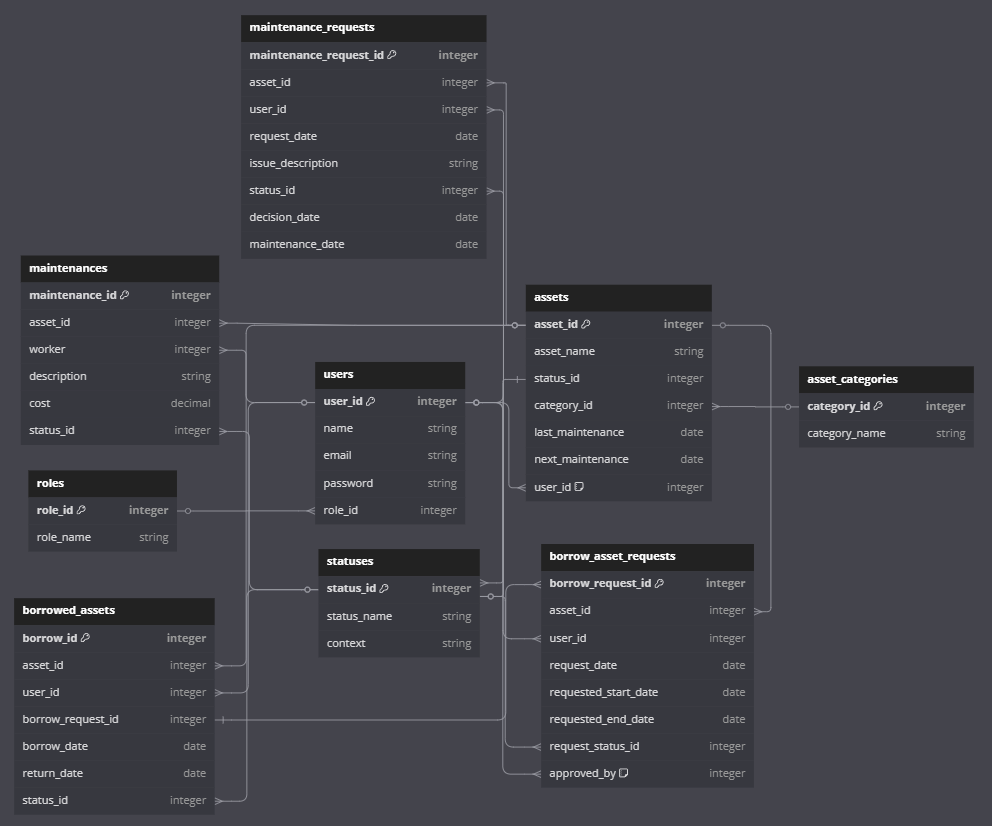 maintenance_requests
maintenance_request_id integer
asset_id integer
user_id integer
request_date date
issue_description string
status_id integer
decision_date date
maintenance_date date
maintenances
maintenance_id integer
asset_id integer
worker integer
description string
cost decimal
status_id integer
assets
asset_id integer
asset_name string
status_id integer
category_id integer
last_maintenance date
next_maintenance date
user_id integer
users
user_id integer
name string
email string
password string
role_id integer
asset_categories
category_id integer
category_name string
roles
role_id integer
role_name string
statuses
status_id integer
status_name string
context string
borrow_asset_requests
borrow_request_id integer
asset_id integer
user_id integer
request_date date
requested_start_date date
requested_end_date date
request_status_id integer
approved_by integer
borrowed_assets
borrow_id integer
asset_id integer
user_id integer
borrow_request_id integer
borrow_date date
return_date date
status_id integer